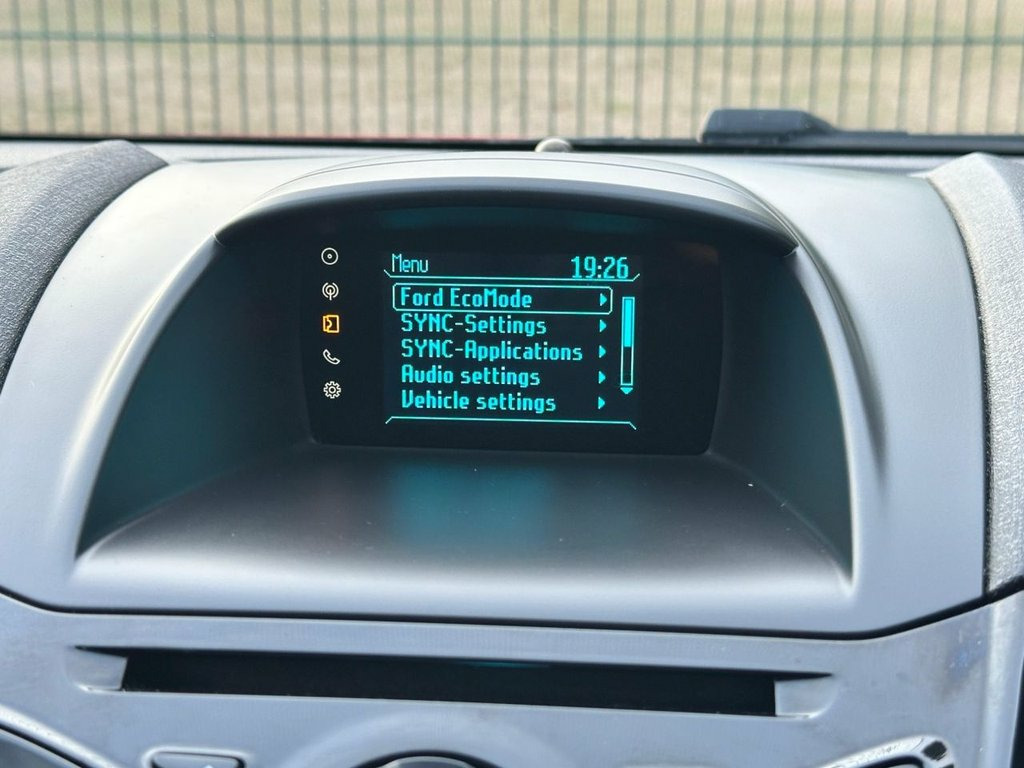 Menu 19:26
Ford EcoMode
SYNC-Settings
SYNC-Applications
Audio settings
Vehicle settings